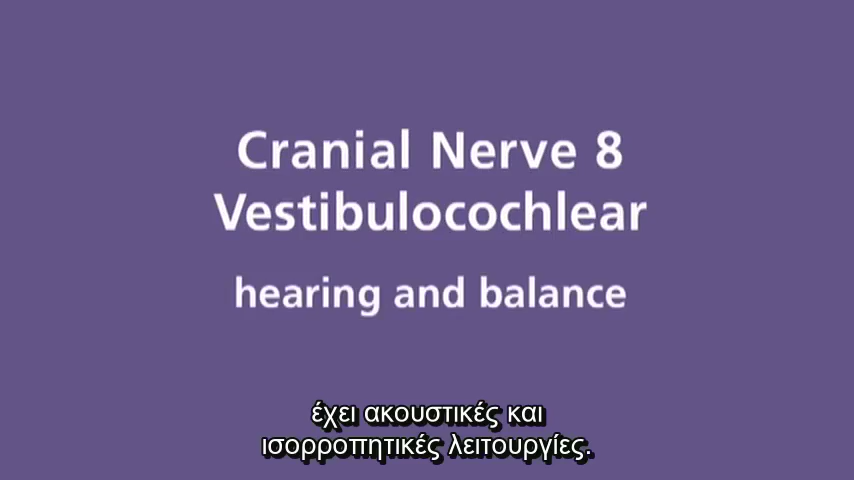 Cranial Nerve 8
Vestibulocochlear
hearing and balance
έχει ακουστικές και
ισορροπητικές λειτουργίες.